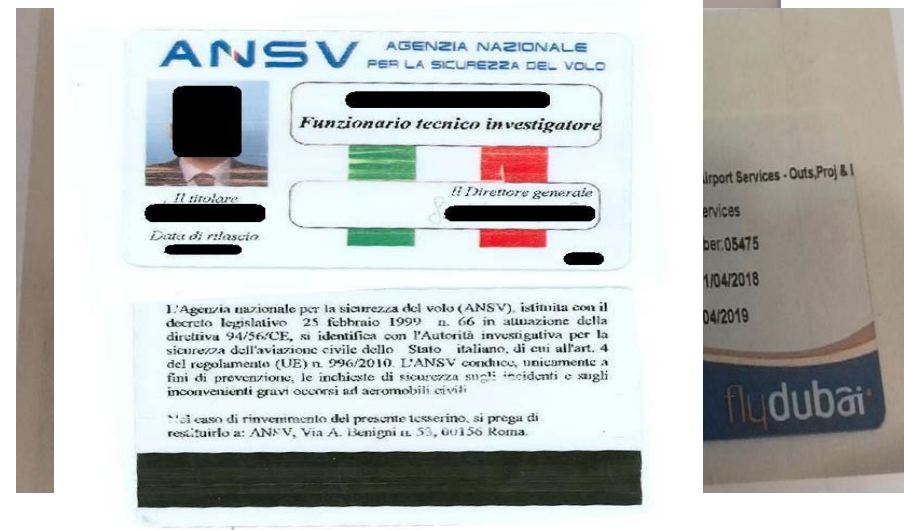 ANSV AGENZIA NAZIONALE
PER LA SICUREZZA DEL VOLO
Funzionario tecnico investigatore
Il titolare
Il Direttore generale
Data di rilascio
L'Agenzia nazionale per la sicurezza del volo (ANSV), istituita con il
decreto legislativo 25 febbraio 1999 n. 66 in attuazione della
direttiva 94/56/CE, si identifica con l'Autorità investigativa per la
sicurezza dell'aviazione civile dello Stato italiano, di cui all'art. 4
del regolamento (UE) n. 996/2010. L'ANSV conduce, unicamente a
fini di prevenzione, le inchieste di sicurezza sugli incidenti e sugli
inconvenienti gravi occorsi ad aeromobili civili
Nel caso di rinvenimento del presente tesserino, si prega di
restituirlo a: ANSV, Via A. Benigni n. 53, 00156 Roma.
Airport Services - Outs,Proj & I
ervices
ber:05475
1/04/2018
04/2019
flydubai